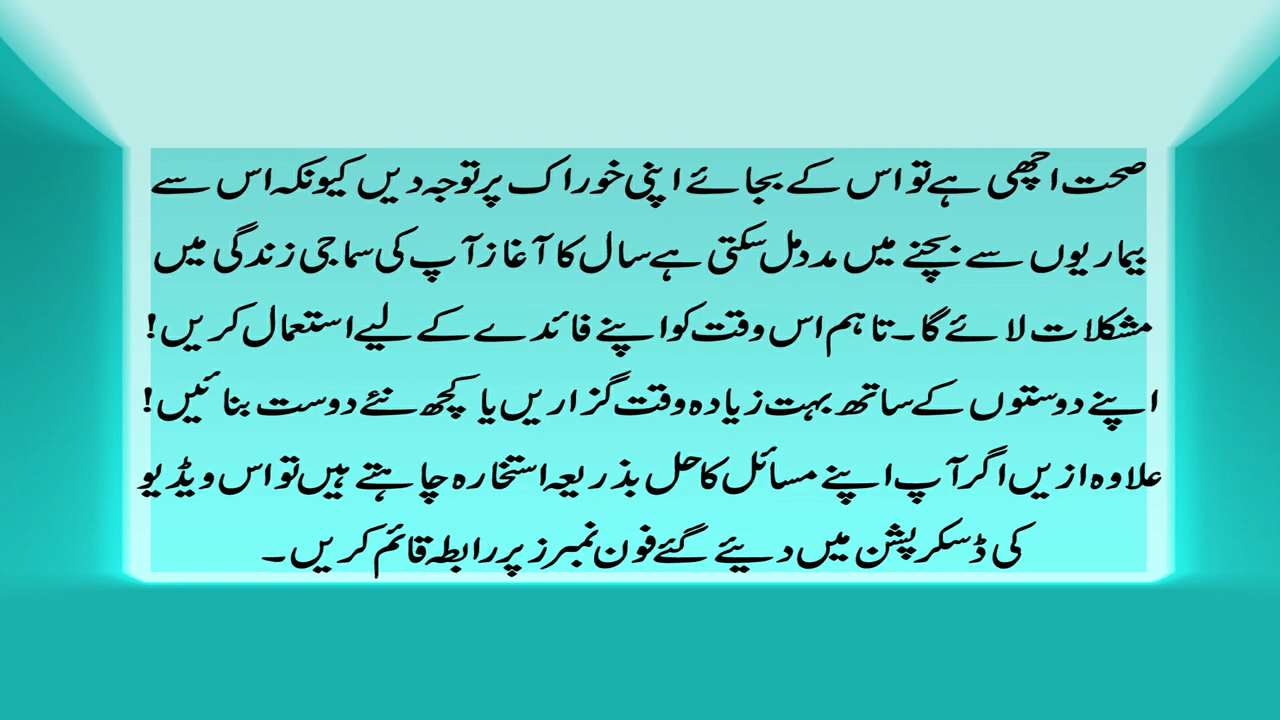 صحت اچھی ہے تو اس کے بجائے اپنی خوراک پر توجہ دیں کیونکہ اس سے
بیماریوں سے بچنے میں مدد مل سکتی ہے سال کا آغاز آپ کی سماجی زندگی میں
مشکلات لائے گا۔ تاہم اس وقت کو اپنے فائدے کے لیے استعمال کریں!
اپنے دوستوں کے ساتھ بہت زیادہ وقت گزاریں یا کچھ نئے دوست بنائیں!
علاوہ ازیں اگر آپ اپنے مسائل کا حل بذریعہ استخارہ چاہتے ہیں تو اس ویڈیو
کی ڈسکرپشن میں دیئے گئے فون نمبرز پر رابطہ قائم کریں۔